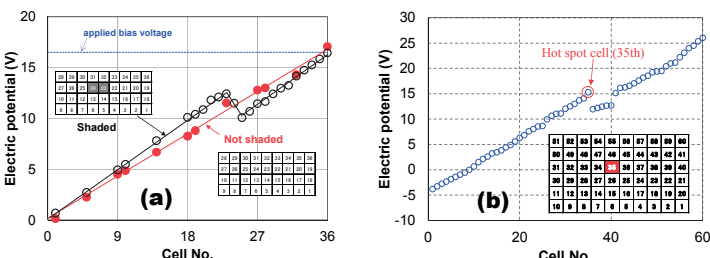 Electric potential (V)
20
15
10
5
0
applied bias voltage
28 29 30 31 32 33 34 35 36
27 26 25 24 23 22 21 20 19
10 11 12 13 14 15 16 17 18
9 8 7 6 5 4 3 2 1
Shaded
Not shaded
28 29 30 31 32 33 34 35 36
27 26 25 24 23 22 21 20 19
10 11 12 13 14 15 16 17 18
9 8 7 6 5 4 3 2 1
(a)
0 9 18 27 36
Cell No.
Electric potential (V)
30
25
20
15
10
5
0
-5
-10
Hot spot cell (35th)
51 52 53 54 55 56 57 58 59 60
50 49 48 47 46 45 44 43 42 41
31 32 33 34 35 36 37 38 39 40
30 29 28 27 26 25 24 23 22 21
11 12 13 14 15 16 17 18 19 20
10 9 8 7 6 5 4 3 2 1
(b)
0 20 40 60
Cell No.